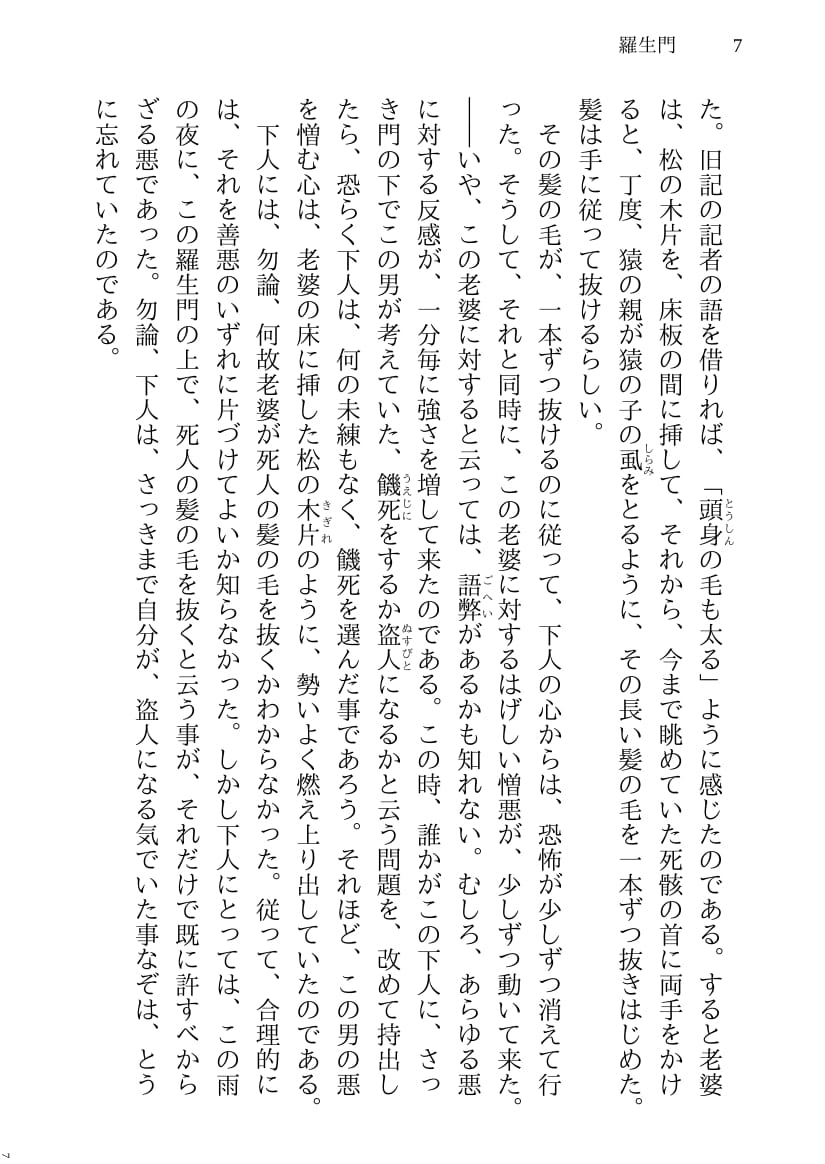 羅生門 7
た。旧記の記者の語を借りれば、「頭身の毛も太る」ように感じたのである。すると老婆
は、松の木片を、床板の間に挿して、それから、今まで眺めていた死骸の首に両手をかけ
ると、丁度、猿の親が猿の子の虱をとるように、その長い髪の毛を一本ずつ抜きはじめた。
髪は手に従って抜けるらしい。
その髪の毛が、一本ずつ抜けるのに従って、下人の心からは、恐怖が少しずつ消えて行
った。そうして、それと同時に、この老婆に対するはげしい憎悪が、少しずつ動いて来た。
――いや、この老婆に対すると云っては、語弊があるかも知れない。むしろ、あらゆる悪
に対する反感が、一分毎に強さを増して来たのである。この時、誰かがこの下人に、さっ
き門の下でこの男が考えていた、饑死をするか盗人になるかと云う問題を、改めて持出し
たら、恐らく下人は、何の未練もなく、饑死を選んだ事であろう。それほど、この男の悪
を憎む心は、老婆の床に挿した松の木片のように、勢いよく燃え上り出していたのである。
下人には、勿論、何故老婆が死人の髪の毛を抜くかわからなかった。従って、合理的に
は、それを善悪のいずれに片づけてよいか知らなかった。しかし下人にとっては、この雨
の夜に、この羅生門の上で、死人の髪の毛を抜くと云う事が、それだけで既に許すべから
ざる悪であった。勿論、下人は、さっきまで自分が、盗人になる気でいた事なぞは、とう
に忘れていたのである。
とうしん
しらみ
ごへい
うえじに
ぬすびと
きぎれ
7